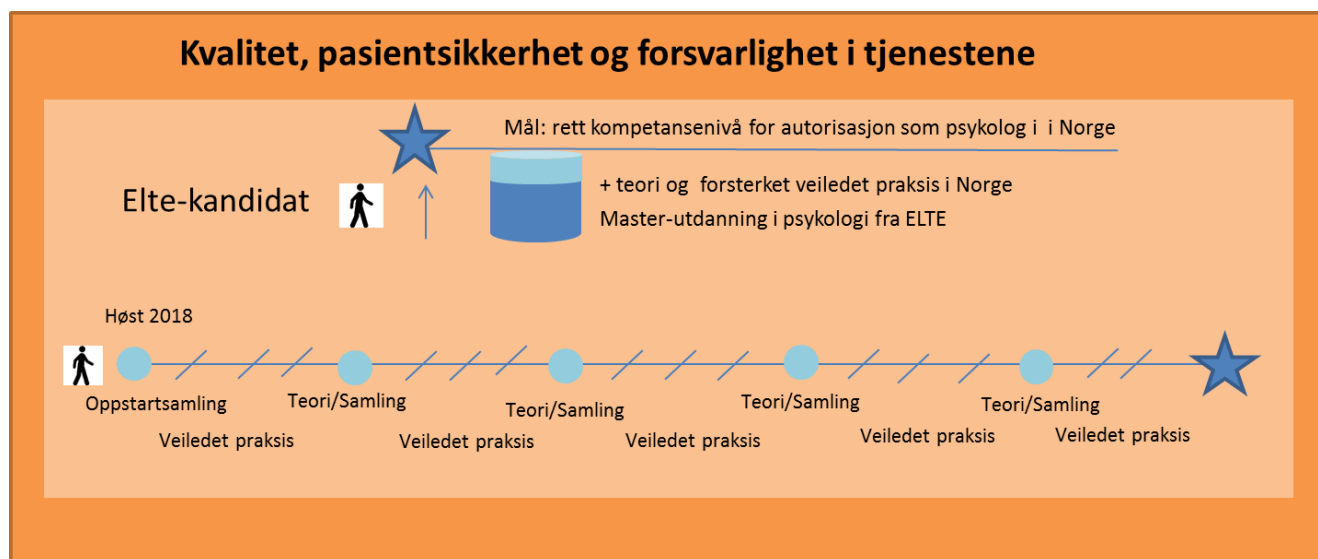 Kvalitet, pasientsikkerhet og forsvarlighet i tjenestene
Mål: rett kompetansenivå for autorisasjon som psykolog i i Norge
Elte-kandidat
+ teori og forsterket veiledet praksis i Norge
Master-utdanning i psykologi fra ELTE
Høst 2018
Oppstartsamling
Teori/Samling
Teori/Samling
Teori/Samling
Teori/Samling
Veiledet praksis
Veiledet praksis
Veiledet praksis
Veiledet praksis
Veiledet praksis